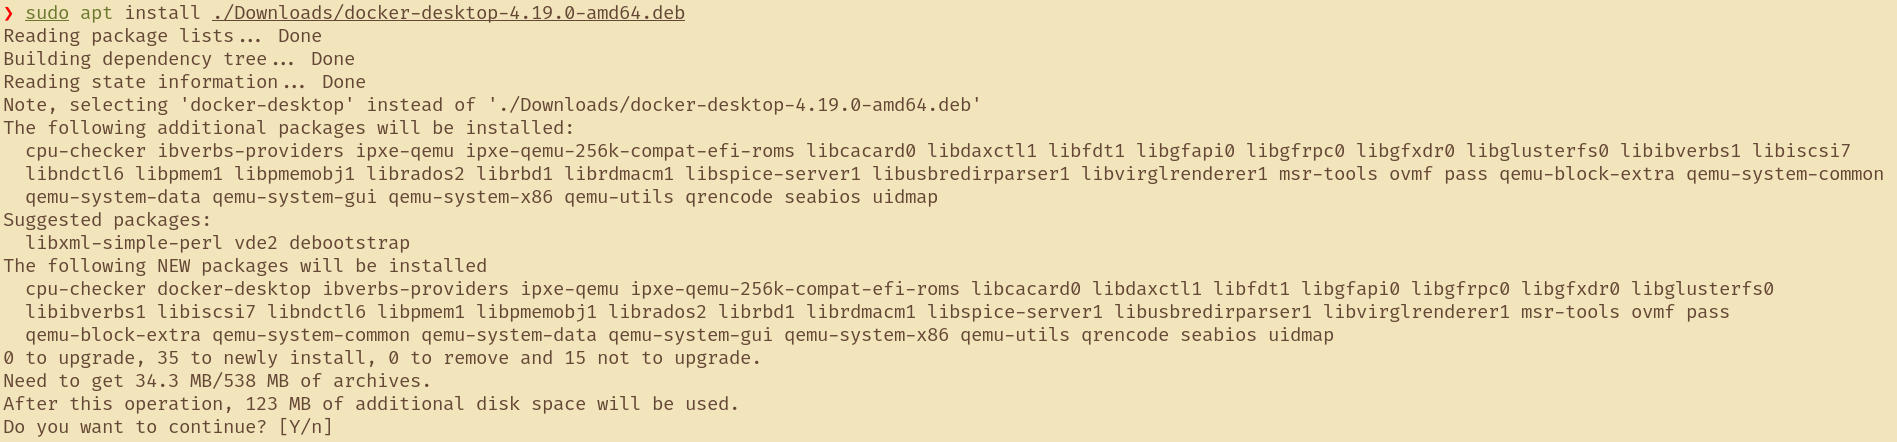 ❯ sudo apt install ./Downloads/docker-desktop-4.19.0-amd64.deb
Reading package lists... Done
Building dependency tree... Done
Reading state information... Done
Note, selecting 'docker-desktop' instead of './Downloads/docker-desktop-4.19.0-amd64.deb'
The following additional packages will be installed:
  cpu-checker ibverbs-providers ipxe-qemu ipxe-qemu-256k-compat-efi-roms libcacard0 libdaxctl1 libfdt1 libgfapi0 libgfrpc0 libgfxdr0 libglusterfs0 libibverbs1 libiscsi7
  libndctl6 libpmem1 libpmemobj1 librados2 librbd1 librdmacm1 libspice-server1 libusbredirparser1 libvirglrenderer1 msr-tools ovmf pass qemu-block-extra qemu-system-common
  qemu-system-data qemu-system-gui qemu-system-x86 qemu-utils qrencode seabios uidmap
Suggested packages:
  libxml-simple-perl vde2 debootstrap
The following NEW packages will be installed
  cpu-checker docker-desktop ibverbs-providers ipxe-qemu ipxe-qemu-256k-compat-efi-roms libcacard0 libdaxctl1 libfdt1 libgfapi0 libgfrpc0 libgfxdr0 libglusterfs0
  libibverbs1 libiscsi7 libndctl6 libpmem1 libpmemobj1 librados2 librbd1 librdmacm1 libspice-server1 libusbredirparser1 libvirglrenderer1 msr-tools ovmf pass
  qemu-block-extra qemu-system-common qemu-system-data qemu-system-gui qemu-system-x86 qemu-utils qrencode seabios uidmap
0 to upgrade, 35 to newly install, 0 to remove and 15 not to upgrade.
Need to get 34.3 MB/538 MB of archives.
After this operation, 123 MB of additional disk space will be used.
Do you want to continue? [Y/n]